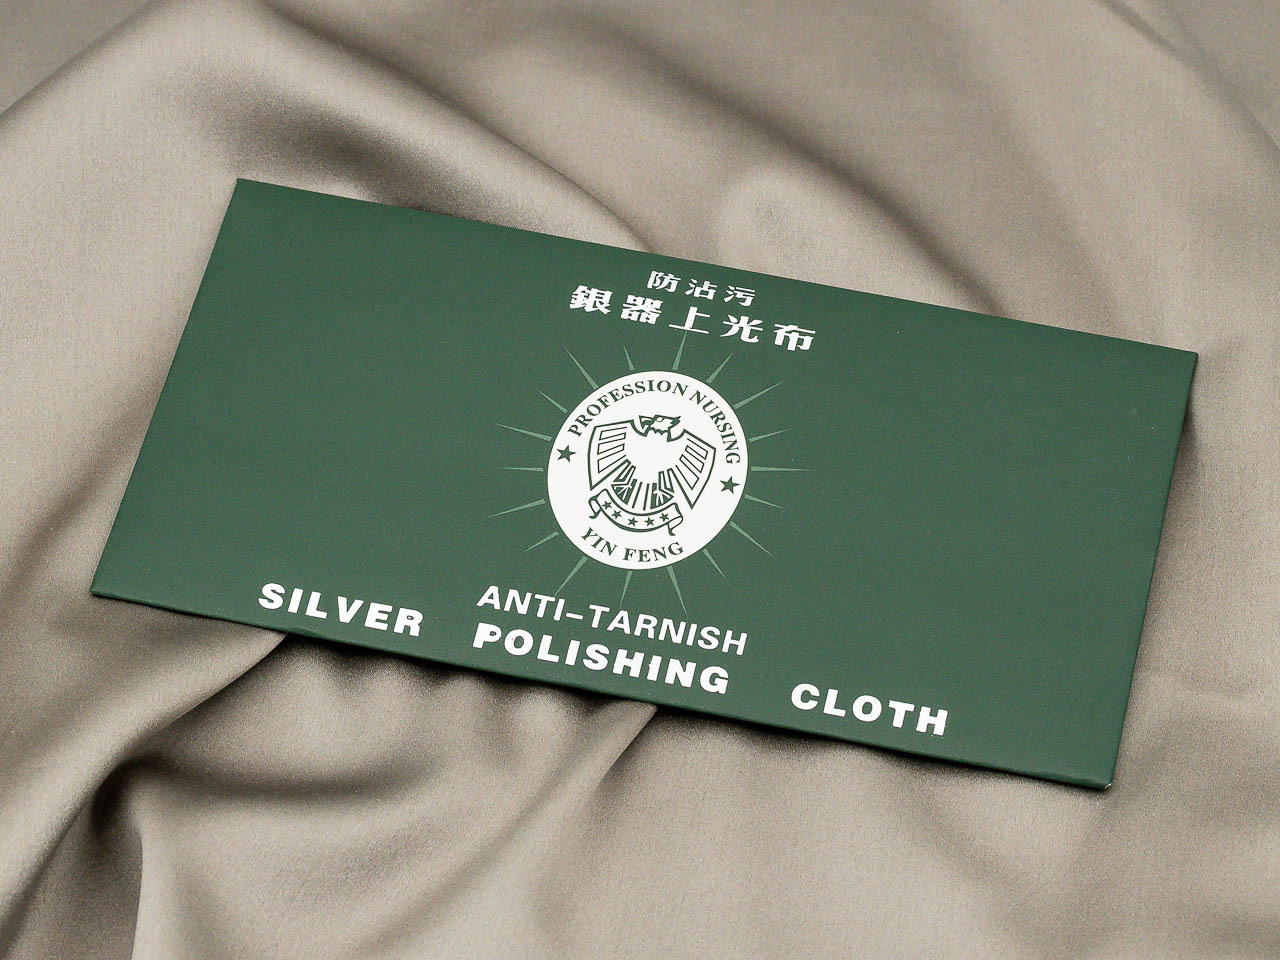 防沾污
銀器上光布
PROFESSION NURSING
YIN FENG
ANTI-TARNISH
SILVER POLISHING CLOTH